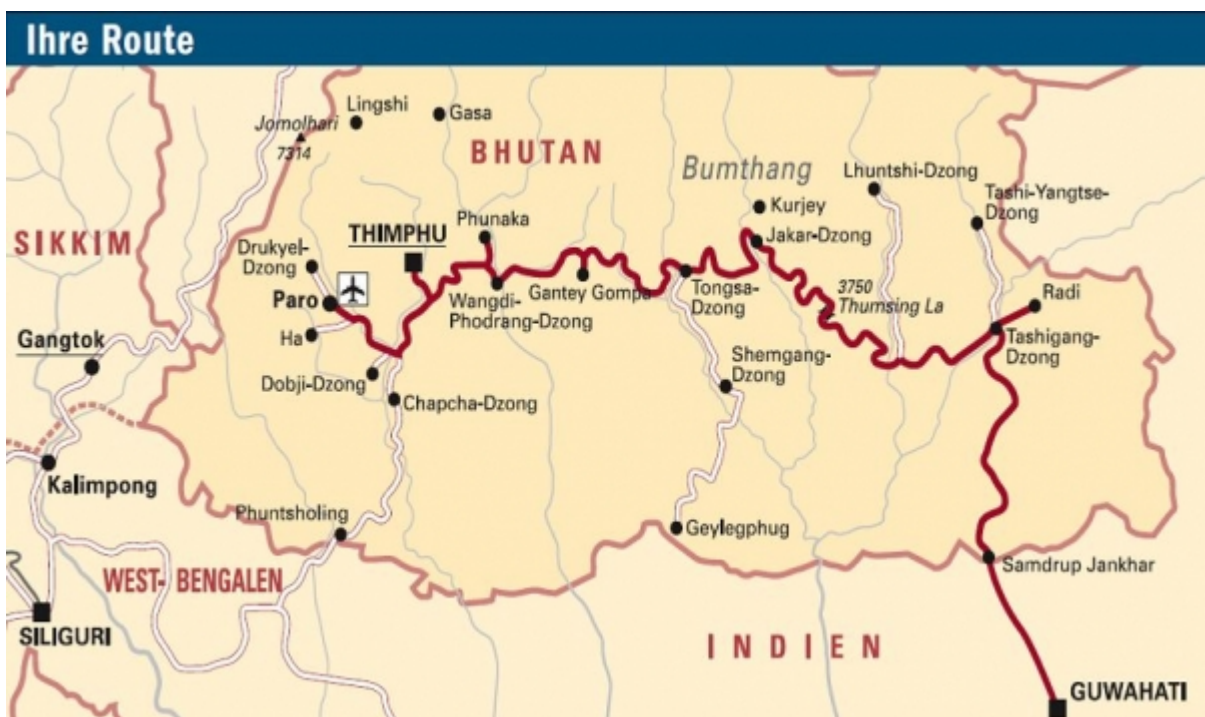 Ihre Route
Lingshi
Gasa
Jomolhari
7314
BHUTAN
Bumthang
Lhuntshi-Dzong
Tashi-Yangtse-
Dzong
Kurjey
Phunaka
SIKKIM
THIMPHU
Drukyel-
Dzong
Jakar-Dzong
Paro
Wangdi-
Phodrang-Dzong
Gantey Gompa
Tongsa-
Dzong
3750
Thumsing La
Radi
Ha
Gangtok
Tashigang-
Dzong
Shemgang-
Dzong
Dobji-Dzong
Chapcha-Dzong
Kalimpong
Phuntsholing
Geylegphug
Samdrup Jankhar
WEST- BENGALEN
SILIGURI
INDIEN
GUWAHATI